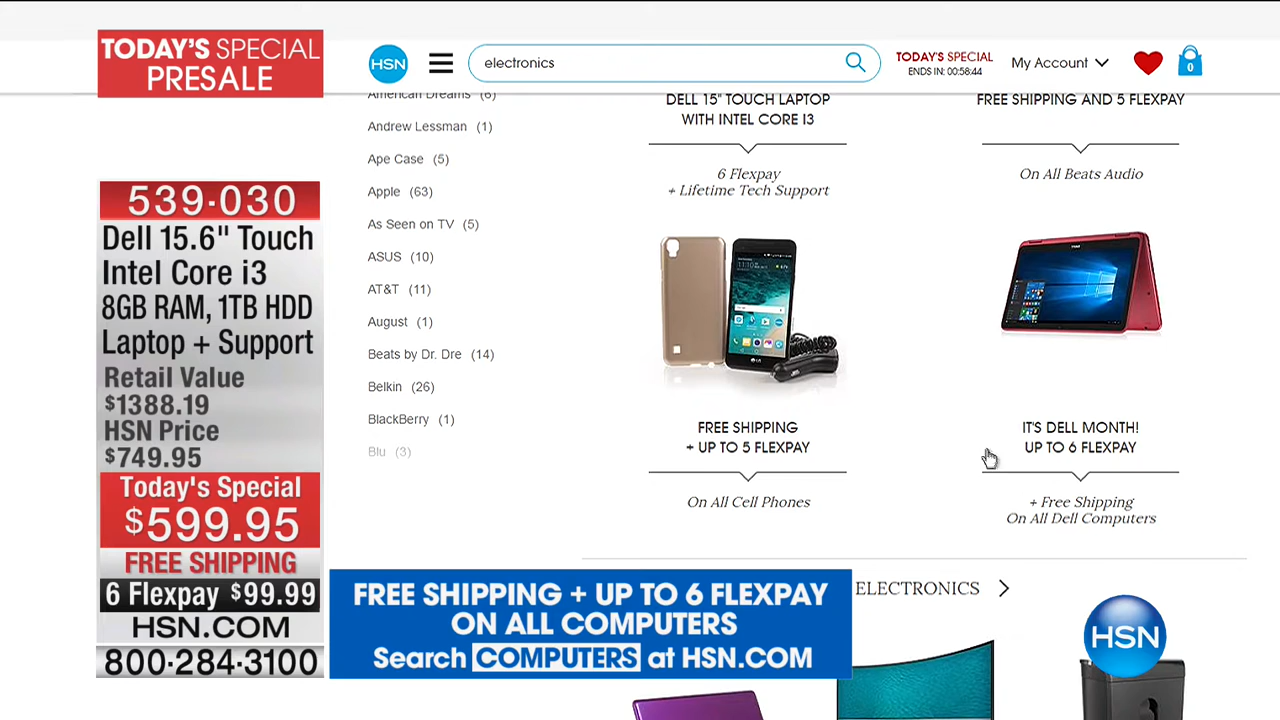 TODAY'S SPECIAL
PRESALE
HSN
electronics
TODAY'S SPECIAL
ENDS IN: 00:58:44
My Account
0
539-030
Dell 15.6" Touch
Intel Core i3
8GB RAM, 1TB HDD
Laptop + Support
Retail Value
$1388.19
HSN Price
$749.95
Today's Special
$599.95
FREE SHIPPING
6 Flexpay $99.99
HSN.COM
800-284-3100
American Dreams (6)
Andrew Lessman (1)
Ape Case (5)
Apple (63)
As Seen on TV (5)
ASUS (10)
AT&T (11)
August (1)
Beats by Dr. Dre (14)
Belkin (26)
BlackBerry (1)
Blu (3)
DELL 15" TOUCH LAPTOP
WITH INTEL CORE I3
6 Flexpay
+ Lifetime Tech Support
FREE SHIPPING AND 5 FLEXPAY
On All Beats Audio
FREE SHIPPING
+ UP TO 5 FLEXPAY
On All Cell Phones
IT'S DELL MONTH!
UP TO 6 FLEXPAY
+ Free Shipping
On All Dell Computers
ELECTRONICS
FREE SHIPPING + UP TO 6 FLEXPAY
ON ALL COMPUTERS
Search COMPUTERS at HSN.COM
HSN